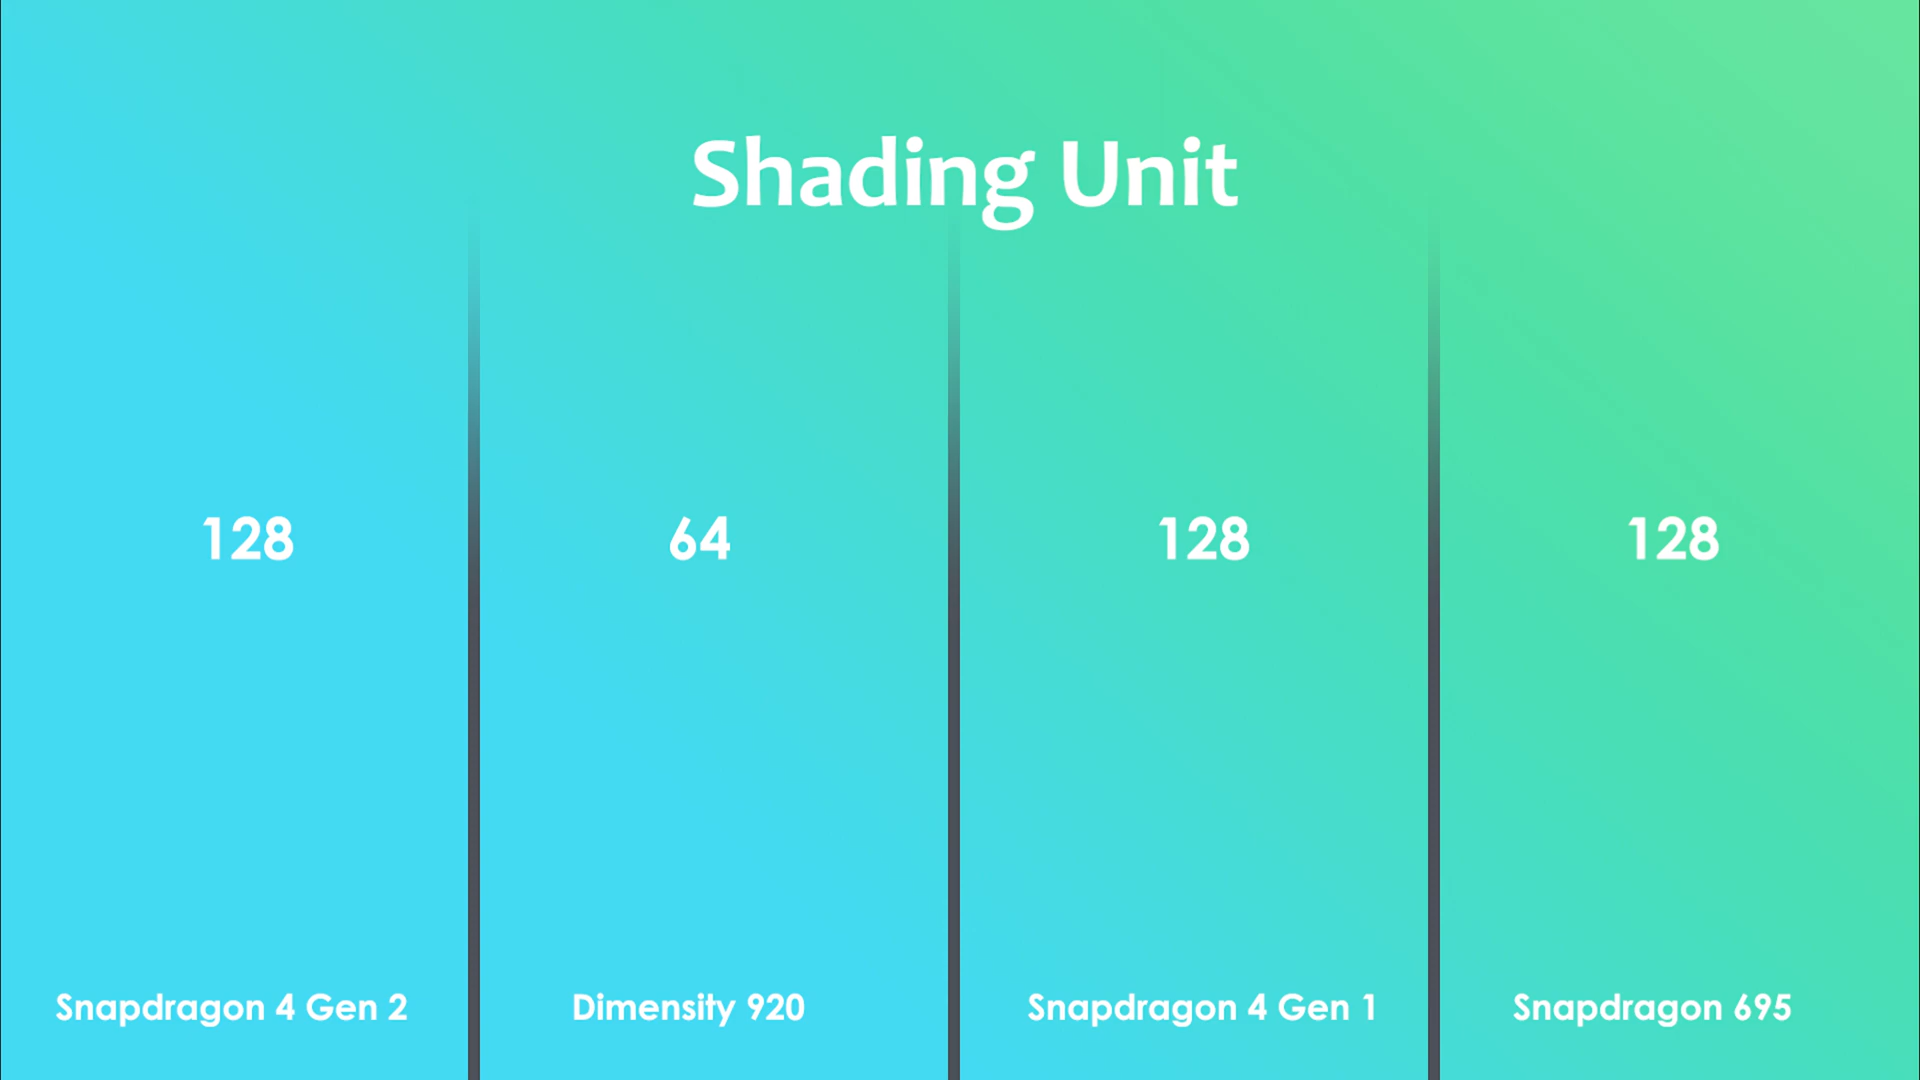 Shading Unit
128
64
128
128
Snapdragon 4 Gen 2
Dimensity 920
Snapdragon 4 Gen 1
Snapdragon 695